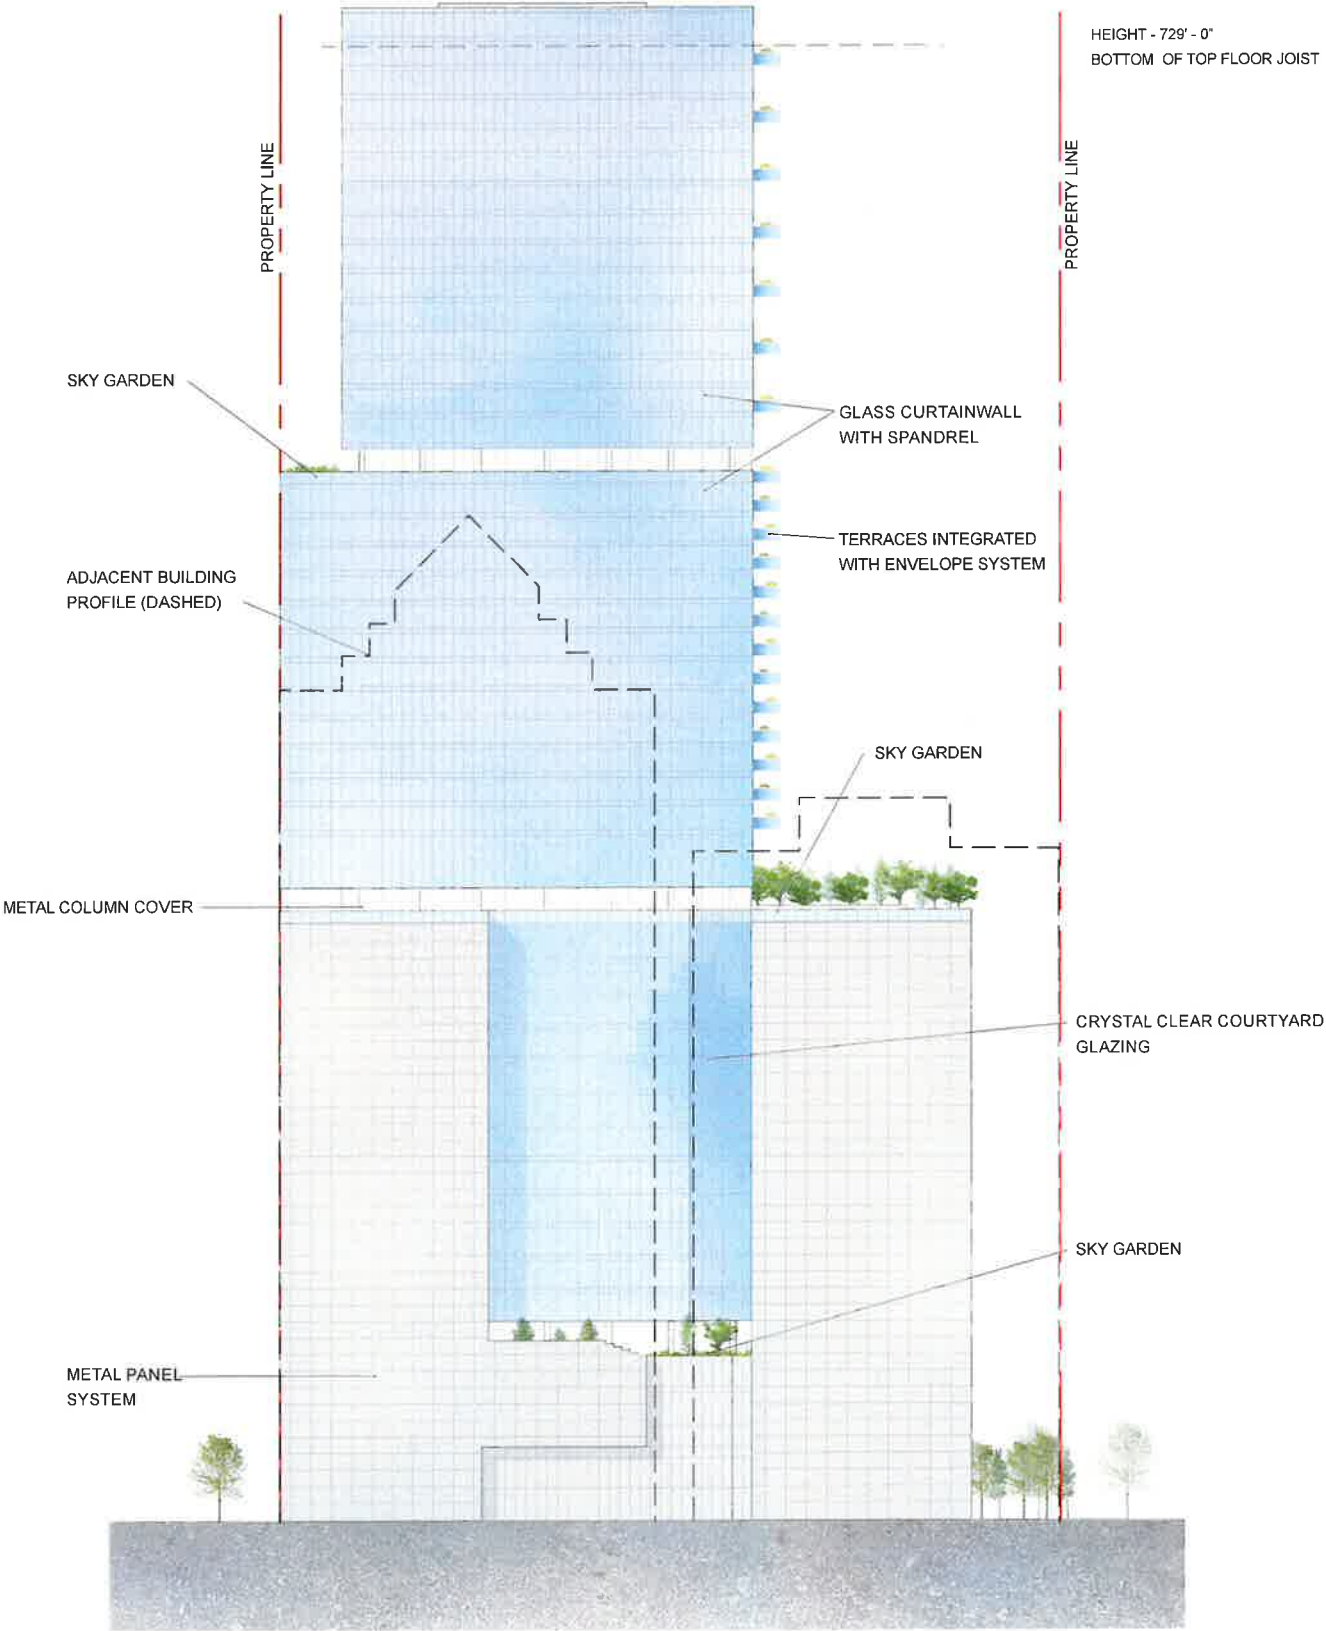 HEIGHT - 729' - 0"
BOTTOM OF TOP FLOOR JOIST
PROPERTY LINE
PROPERTY LINE
SKY GARDEN
GLASS CURTAINWALL
WITH SPANDREL
TERRACES INTEGRATED
WITH ENVELOPE SYSTEM
ADJACENT BUILDING
PROFILE (DASHED)
SKY GARDEN
METAL COLUMN COVER
CRYSTAL CLEAR COURTYARD
GLAZING
SKY GARDEN
METAL PANEL
SYSTEM